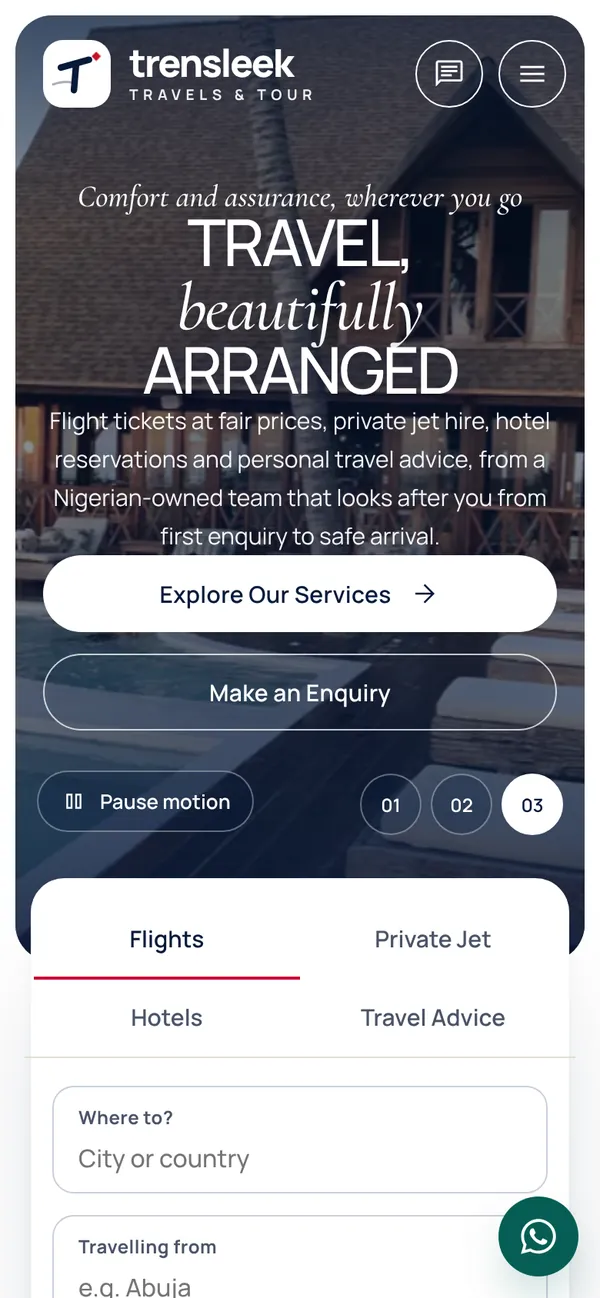 trensleek
TRAVELS & TOUR
Comfort and assurance, wherever you go
TRAVEL,
beautifully
ARRANGED
Flight tickets at fair prices, private jet hire, hotel
reservations and personal travel advice, from a
Nigerian-owned team that looks after you from
first enquiry to safe arrival.
Explore Our Services →
Make an Enquiry
Pause motion
01 02 03
Flights Private Jet
Hotels Travel Advice
Where to?
City or country
Travelling from
e.g. Abuja